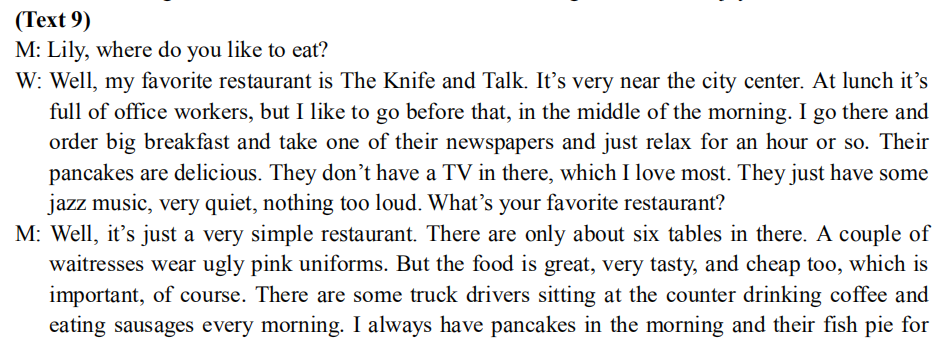 (Text 9)
M: Lily, where do you like to eat?
W: Well, my favorite restaurant is The Knife and Talk. It’s very near the city center. At lunch it’s
full of office workers, but I like to go before that, in the middle of the morning. I go there and
order big breakfast and take one of their newspapers and just relax for an hour or so. Their
pancakes are delicious. They don’t have a TV in there, which I love most. They just have some
jazz music, very quiet, nothing too loud. What’s your favorite restaurant?
M: Well, it’s just a very simple restaurant. There are only about six tables in there. A couple of
waitresses wear ugly pink uniforms. But the food is great, very tasty, and cheap too, which is
important, of course. There are some truck drivers sitting at the counter drinking coffee and
eating sausages every morning. I always have pancakes in the morning and their fish pie for